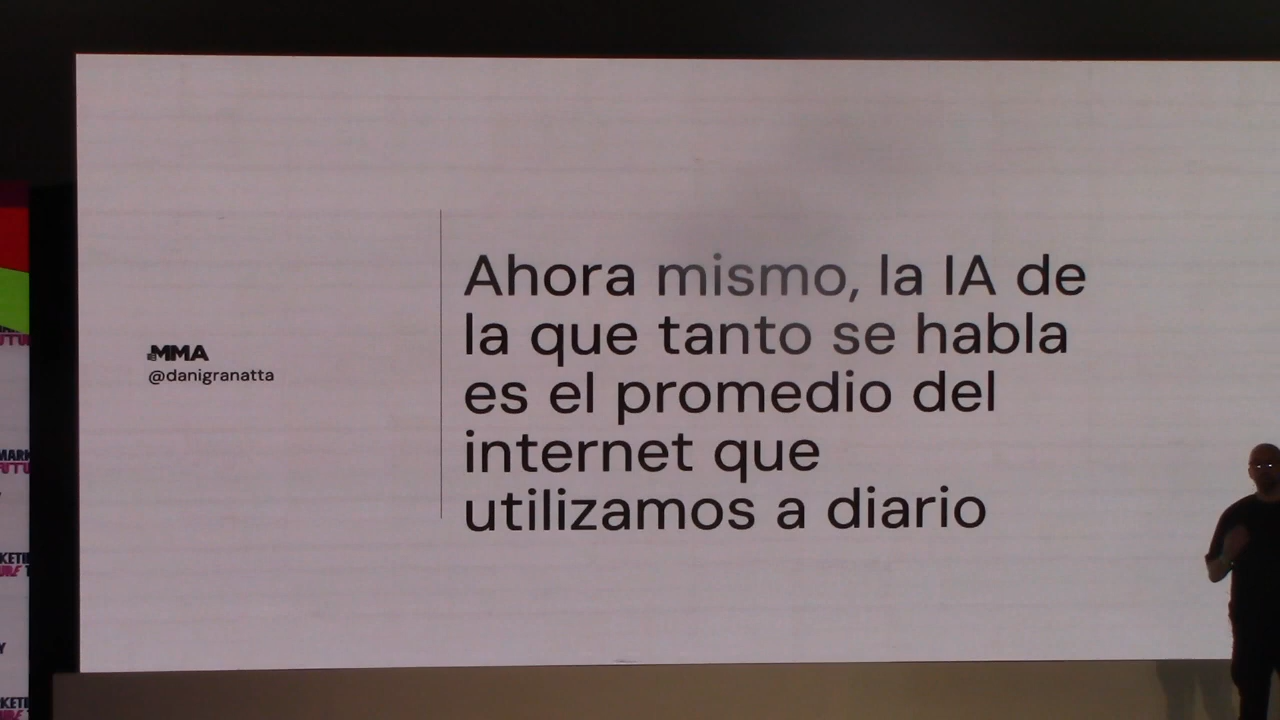 MMA
@danigranatta
Ahora mismo, la IA de
la que tanto se habla
es el promedio del
internet que
utilizamos a diario